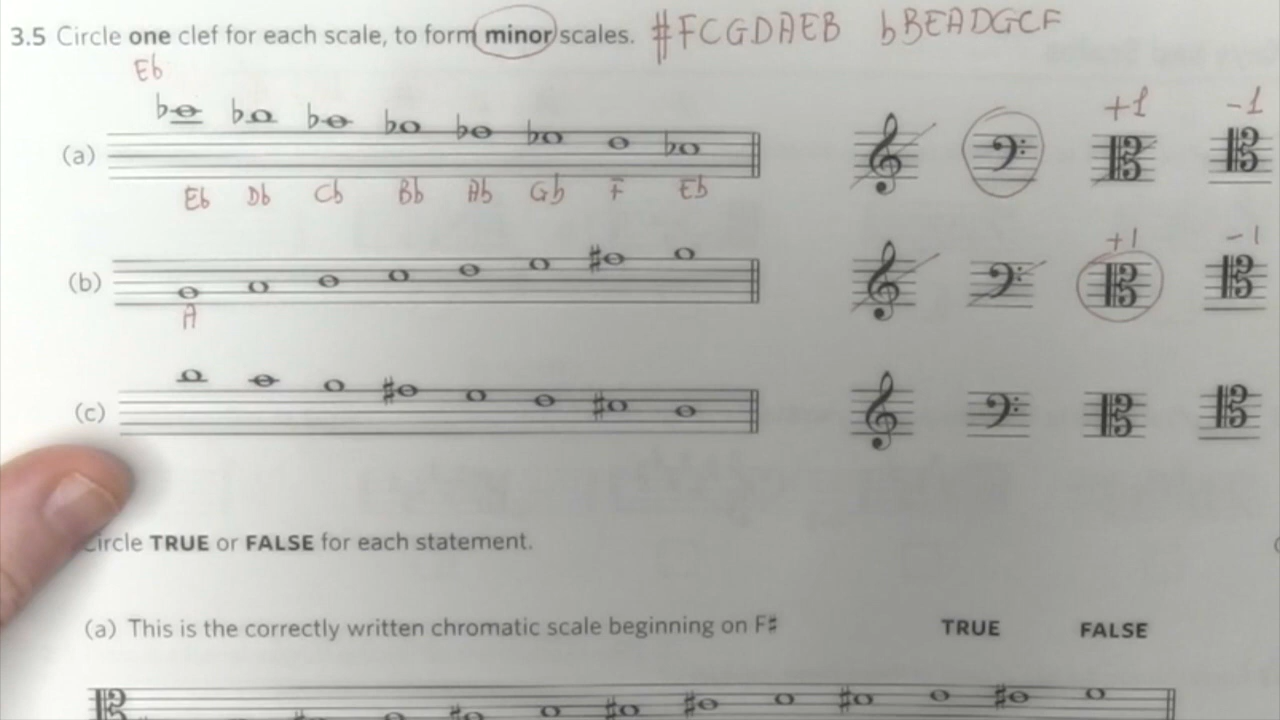 3.5 Circle one clef for each scale, to form minor scales. #FCGDAEB bBEADGCF
Eb
+1 -1
(a)
Eb Db Cb Bb Ab Gb F Eb
+1 -1
(b)
A
(c)
ircle TRUE or FALSE for each statement.
(a) This is the correctly written chromatic scale beginning on F♯ TRUE FALSE